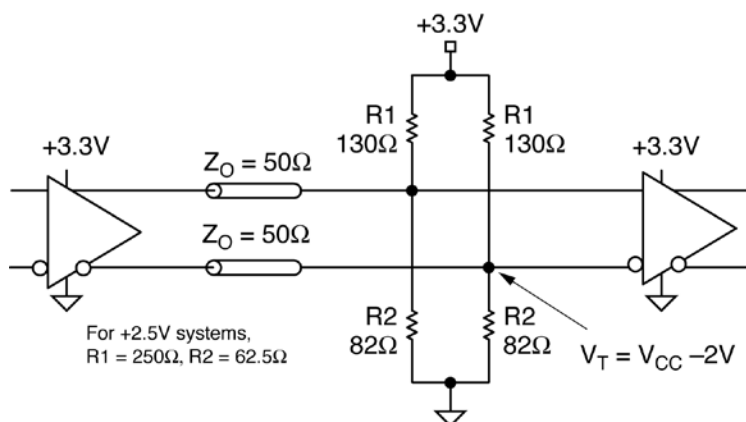 +3.3V
R1
130Ω
R1
130Ω
+3.3V
Z_O = 50Ω
+3.3V
Z_O = 50Ω
For +2.5V systems,
R1 = 250Ω, R2 = 62.5Ω
R2
82Ω
R2
82Ω
V_T = V_CC –2V